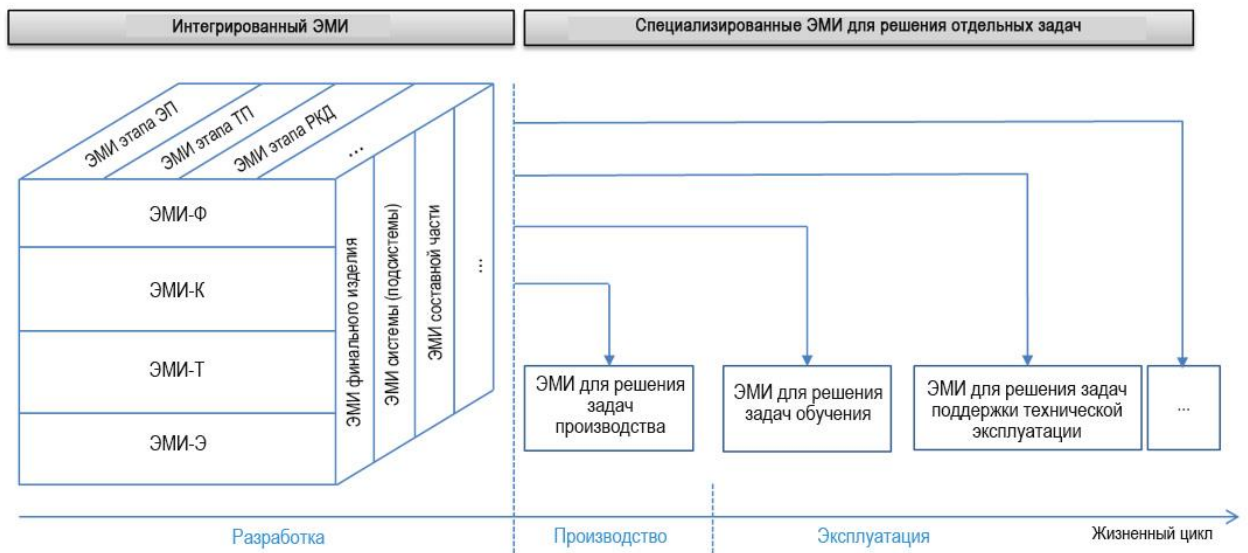 Интегрированный ЭМИ
Специализированные ЭМИ для решения отдельных задач
ЭМИ этапа ЭП
ЭМИ этапа ТП
ЭМИ этапа РКД
...
ЭМИ-Ф
ЭМИ-К
ЭМИ-Т
ЭМИ-Э
ЭМИ финального изделия
ЭМИ системы (подсистемы)
ЭМИ составной части
...
ЭМИ для решения
задач
производства
ЭМИ для решения
задач обучения
ЭМИ для решения задач
поддержки технической
эксплуатации
...
Разработка
Производство
Эксплуатация
Жизненный цикл